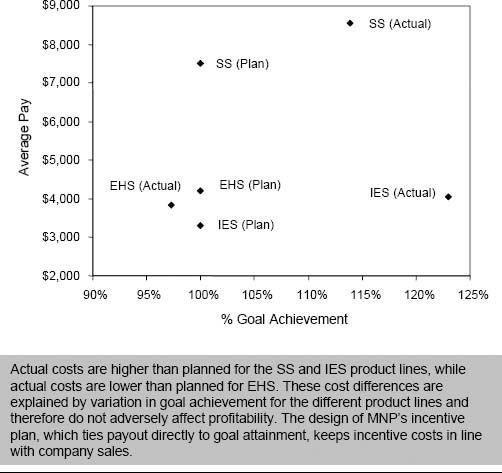 $9,000
SS (Actual)
$8,000
SS (Plan)
$7,000
Average Pay
$6,000
$5,000
EHS (Actual)
EHS (Plan)
IES (Actual)
$4,000
IES (Plan)
$3,000
$2,000
90% 95% 100% 105% 110% 115% 120% 125%
% Goal Achievement
Actual costs are higher than planned for the SS and IES product lines, while
actual costs are lower than planned for EHS. These cost differences are
explained by variation in goal achievement for the different product lines and
therefore do not adversely affect profitability. The design of MNP's incentive
plan, which ties payout directly to goal attainment, keeps incentive costs in line
with company sales.